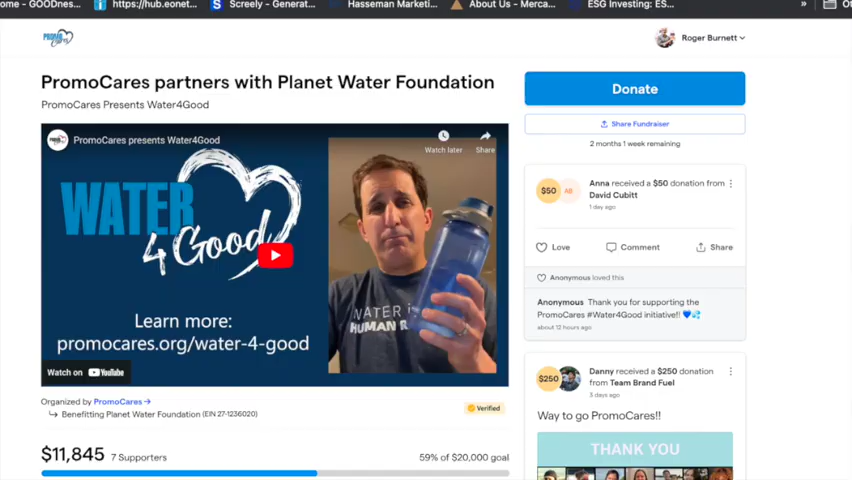 ome - GOODnes...
https://hub.eonet...
Screely - Generat...
Hasseman Marketi...
About Us - Merca...
ESG Investing: ES...
»
Ot
PROMO Cares
Roger Burnett
PromoCares partners with Planet Water Foundation
PromoCares Presents Water4Good
Donate
Share Fundraiser
2 months 1 week remaining
PromoCares presents Water4Good
Watch later
Share
WATER
4 Good
Learn more:
promocares.org/water-4-good
Watch on YouTube
WATER
HUMAN R
Organized by PromoCares →
Benefitting Planet Water Foundation (EIN 27-1236020)
Verified
$11,845 7 Supporters
59% of $20,000 goal
$50
AB
Anna received a $50 donation from
David Cubitt
1 day ago
Love
Comment
Share
Anonymous loved this
Anonymous Thank you for supporting the
PromoCares #Water4Good initiative!! 💙💦
about 12 hours ago
$250
Danny received a $250 donation
from Team Brand Fuel
3 days ago
Way to go PromoCares!!
THANK YOU